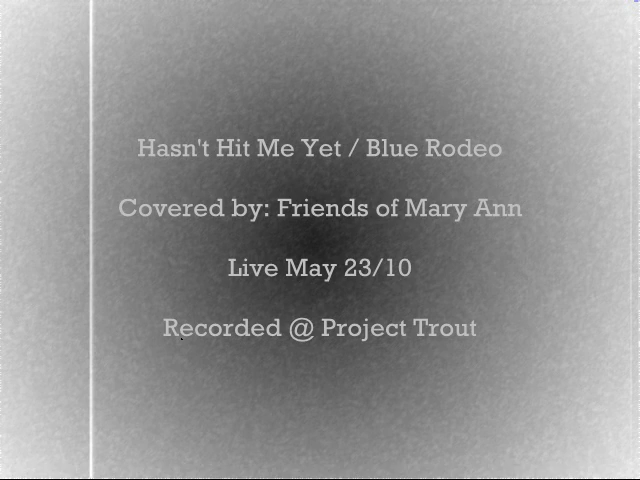 Hasn't Hit Me Yet / Blue Rodeo
Covered by: Friends of Mary Ann
Live May 23/10
Recorded @ Project Trout